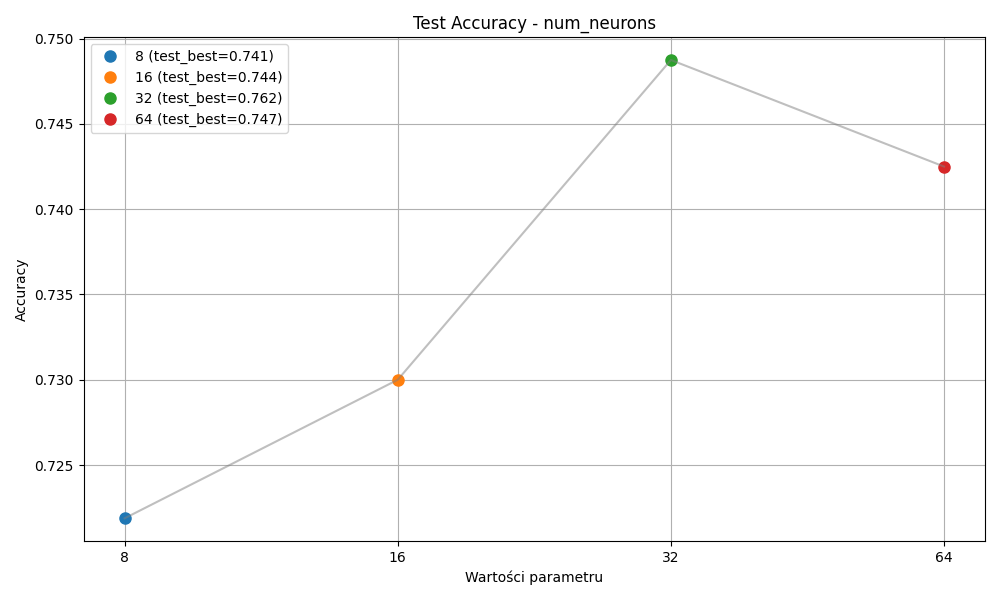 Test Accuracy - num_neurons
8 (test_best=0.741)
16 (test_best=0.744)
32 (test_best=0.762)
64 (test_best=0.747)
0.750
0.745
0.740
0.735
0.730
0.725
Accuracy
8 16 32 64
Wartości parametru